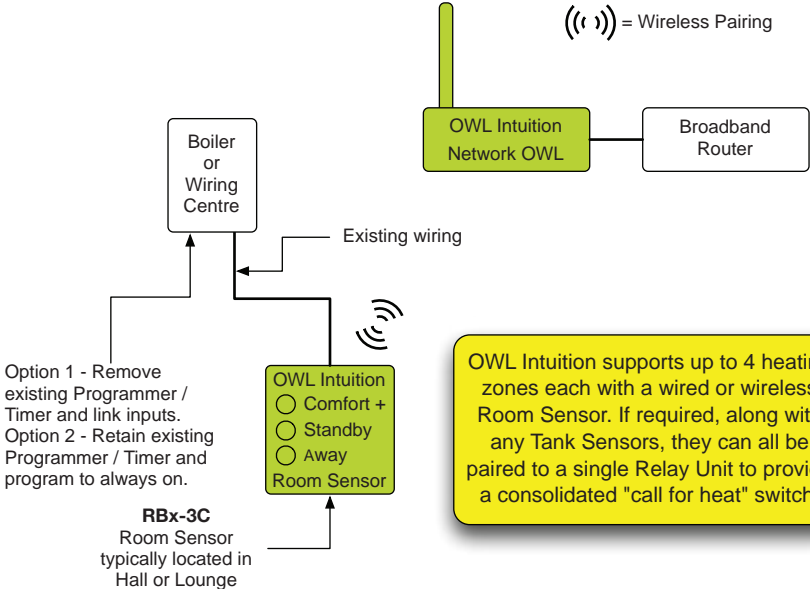 = Wireless Pairing
OWL Intuition
Network OWL
Broadband
Router
Boiler
or
Wiring
Centre
Existing wiring
Option 1 - Remove
existing Programmer /
Timer and link inputs.
Option 2 - Retain existing
Programmer / Timer and
program to always on.
OWL Intuition
Comfort +
Standby
Away
Room Sensor
RBx-3C
Room Sensor
typically located in
Hall or Lounge
OWL Intuition supports up to 4
zones each with a wired or wireless
Room Sensor. If required, along
any Tank Sensors, they can all be
paired to a single Relay Unit to
a consolidated "call for heat" switch